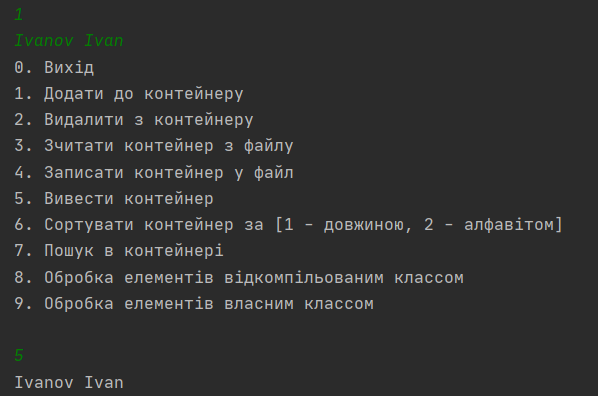 1
Ivanov Ivan
0. Вихід
1. Додати до контейнеру
2. Видалити з контейнеру
3. Зчитати контейнер з файлу
4. Записати контейнер у файл
5. Вивести контейнер
6. Сортувати контейнер за [1 - довжиною, 2 - алфавітом]
7. Пошук в контейнері
8. Обробка елементів відкомпільованим классом
9. Обробка елементів власним классом
5
Ivanov Ivan